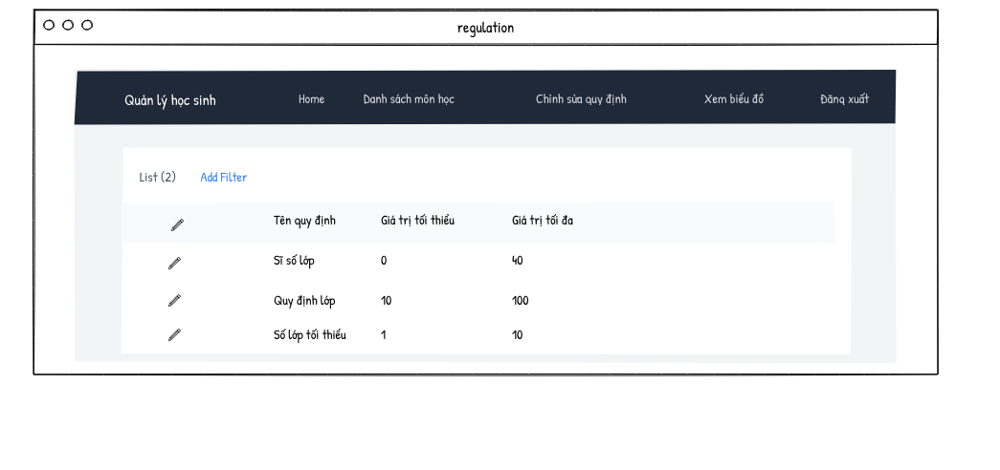 regulation
Quản lý học sinh Home Danh sách môn học Chỉnh sửa quy định Xem biểu đồ Đăng xuất
List (2) Add Filter
Tên quy định Giá trị tối thiểu Giá trị tối đa
Sĩ số lớp 0 40
Quy định lớp 10 100
Số lớp tối thiểu 1 10